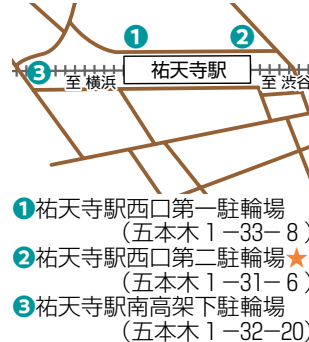 ❶ ❷
祐天寺駅
❸ 至 横浜 至 渋谷
❶祐天寺駅西口第一駐輪場
（五本木1−33−8）
❷祐天寺駅西口第二駐輪場★
（五本木1−31−6）
❸祐天寺駅南高架下駐輪場
（五本木1−32−20）